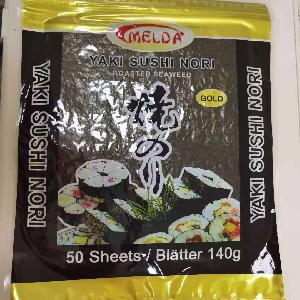 MELDA
YAKI SUSHI NORI
ROASTED SEAWEED
GOLD
焼のり
YAKI SUSHI NORI
YAKI SUSHI NORI
50 Sheets / Blätter 140g